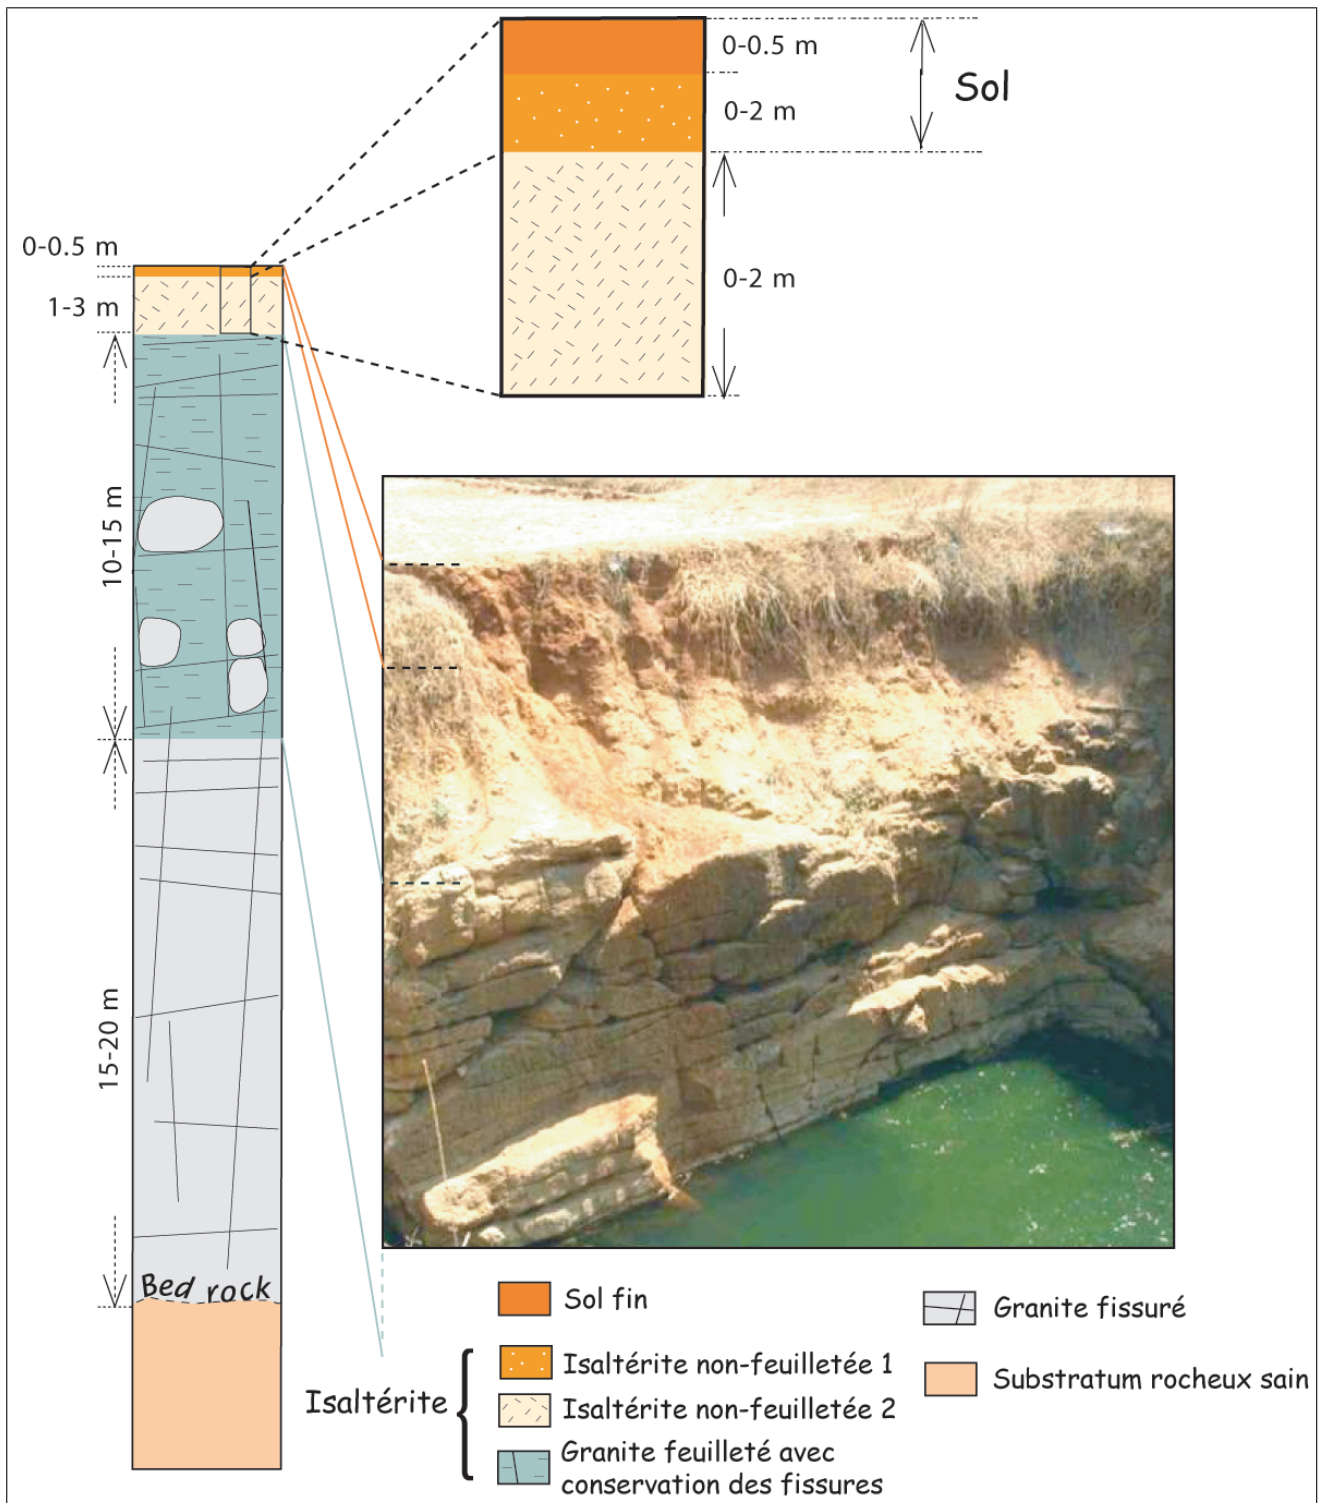 0-0.5 m
Sol
0-2 m
0-2 m
0-0.5 m
1-3 m
10-15 m
15-20 m
Bed rock
Sol fin
Isaltérite
Isaltérite non-feuilletée 1
Isaltérite non-feuilletée 2
Granite feuilleté avec
conservation des fissures
Granite fissuré
Substratum rocheux sain